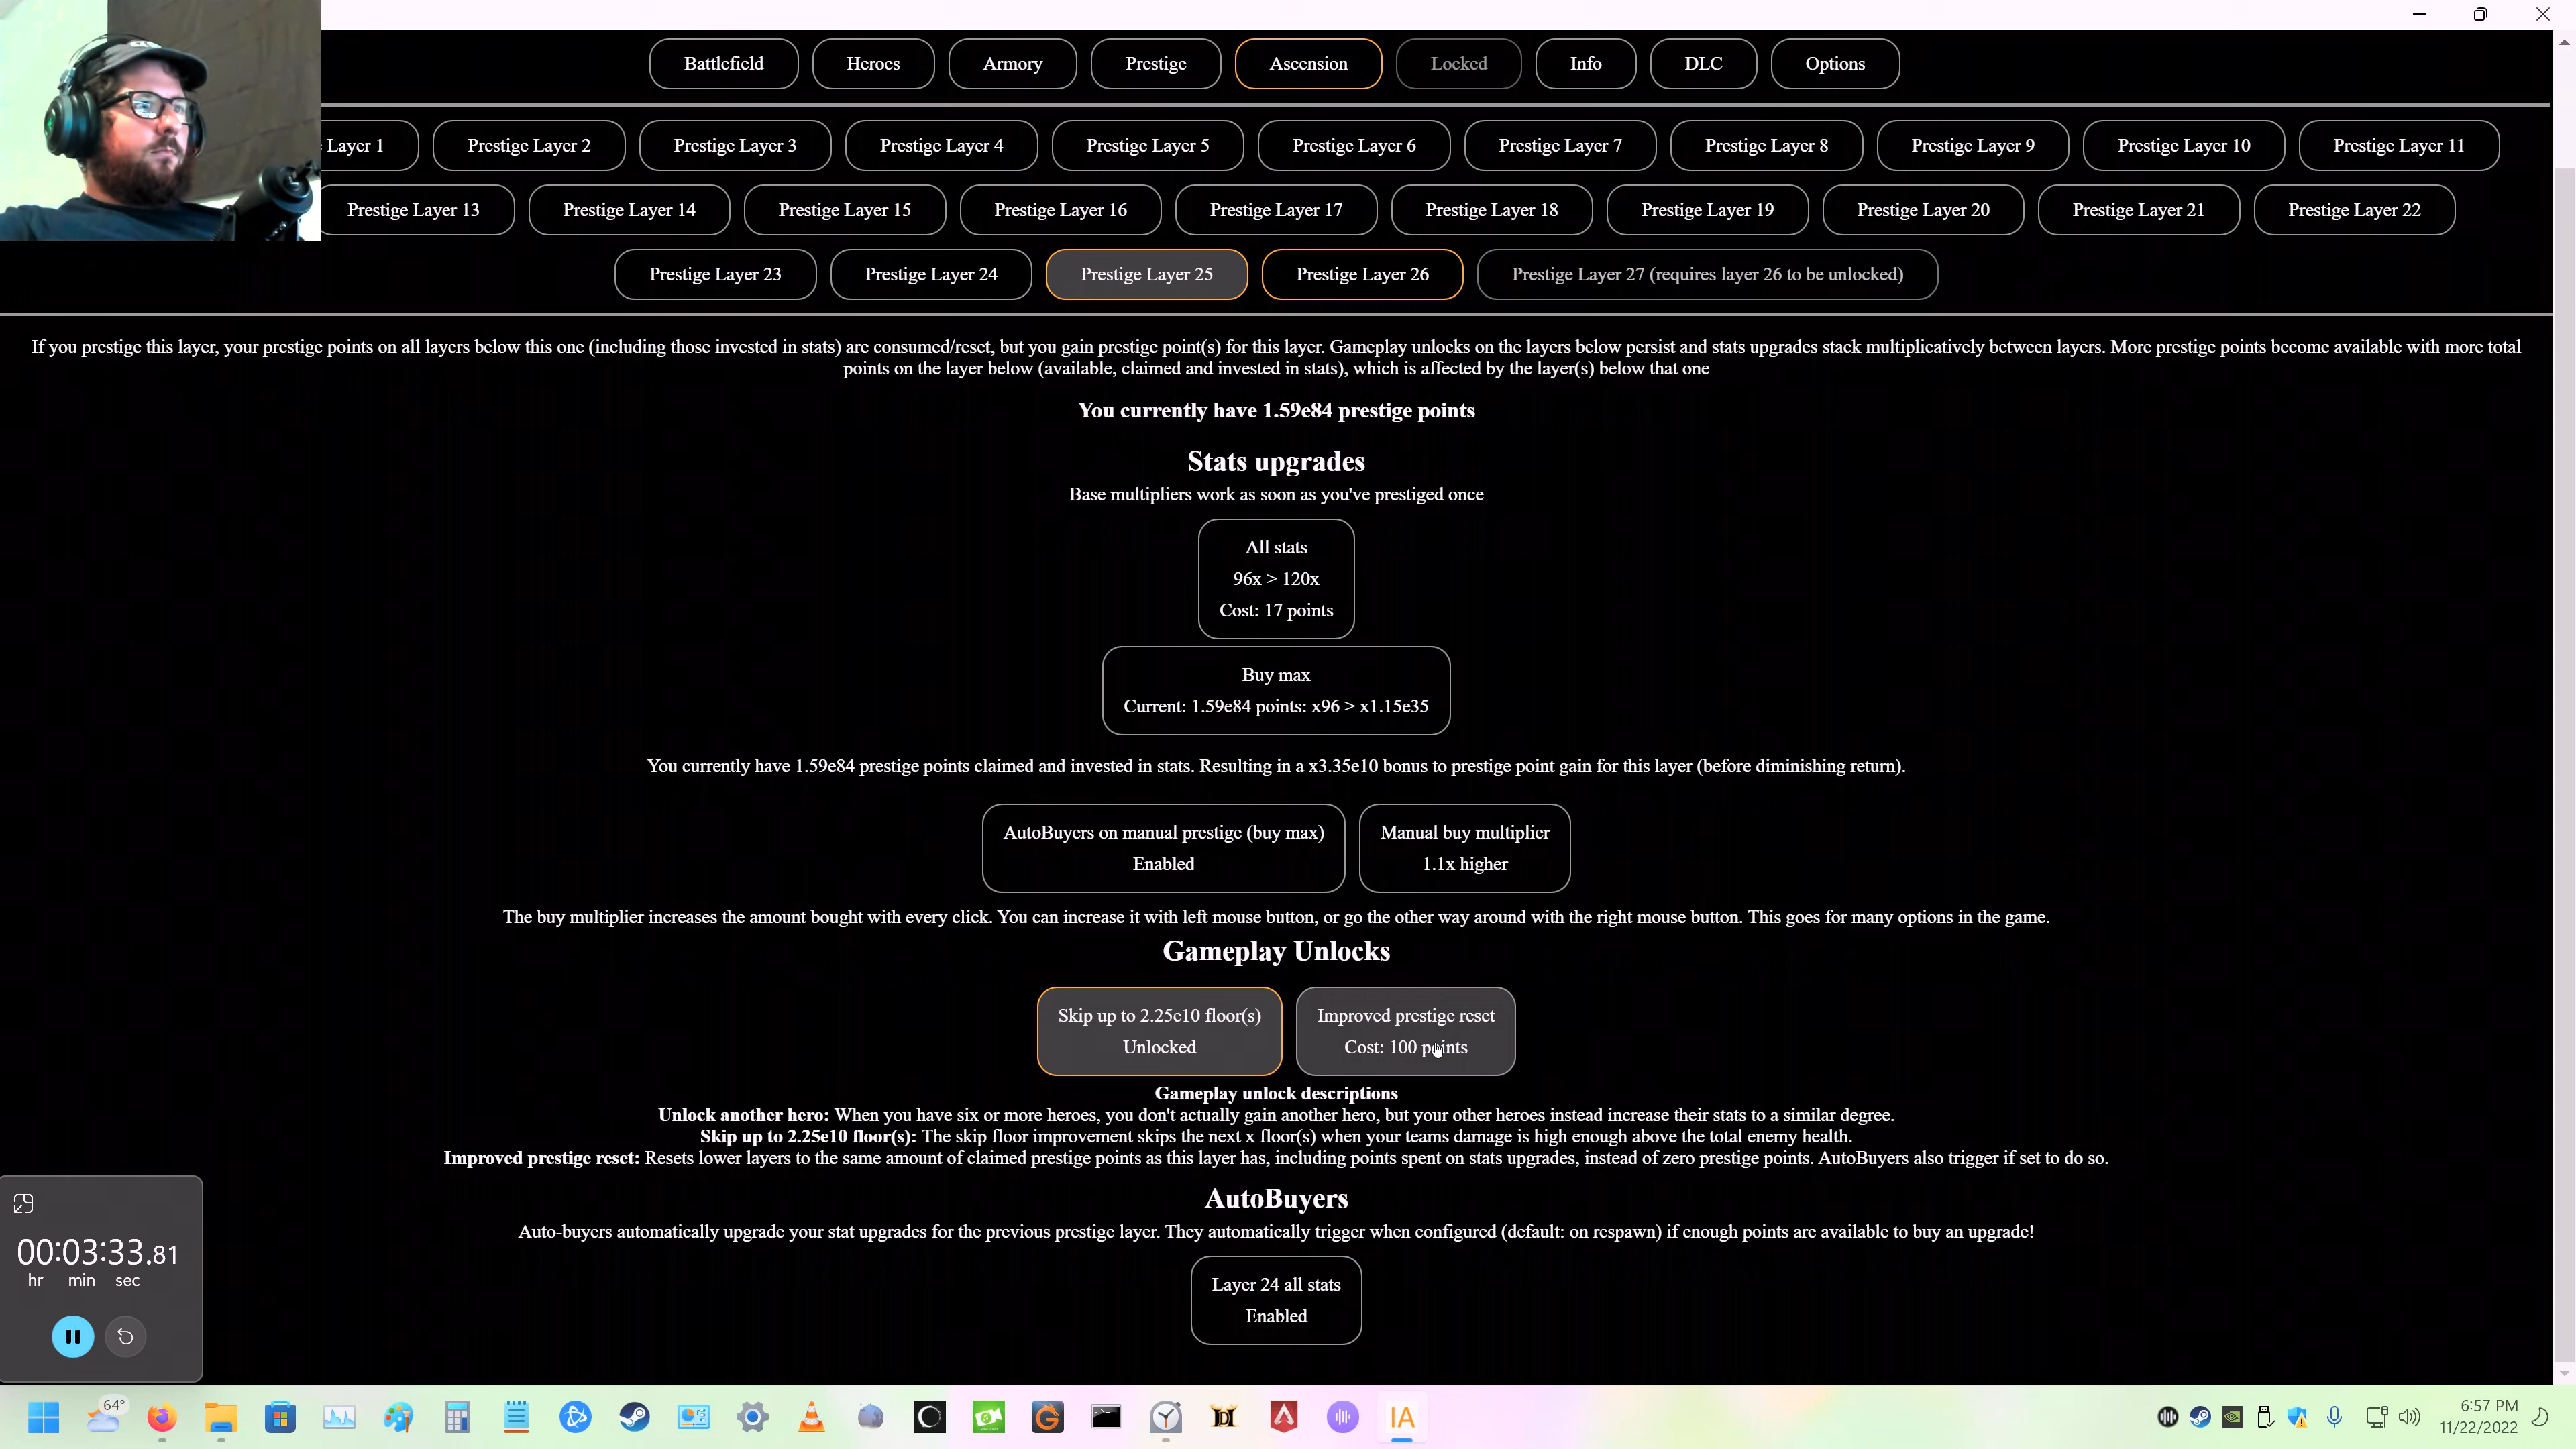 Battlefield
Heroes
Armory
Prestige
Ascension
Locked
Info
DLC
Options
Layer 1
Prestige Layer 2
Prestige Layer 3
Prestige Layer 4
Prestige Layer 5
Prestige Layer 6
Prestige Layer 7
Prestige Layer 8
Prestige Layer 9
Prestige Layer 10
Prestige Layer 11
Prestige Layer 13
Prestige Layer 14
Prestige Layer 15
Prestige Layer 16
Prestige Layer 17
Prestige Layer 18
Prestige Layer 19
Prestige Layer 20
Prestige Layer 21
Prestige Layer 22
Prestige Layer 23
Prestige Layer 24
Prestige Layer 25
Prestige Layer 26
Prestige Layer 27 (requires layer 26 to be unlocked)
If you prestige this layer, your prestige points on all layers below this one (including those invested in stats) are consumed/reset, but you gain prestige point(s) for this layer. Gameplay unlocks on the layers below persist and stats upgrades stack multiplicatively between layers. More prestige points become available with more total
points on the layer below (available, claimed and invested in stats), which is affected by the layer(s) below that one
You currently have 1.59e84 prestige points
Stats upgrades
Base multipliers work as soon as you've prestiged once
All stats
96x > 120x
Cost: 17 points
Buy max
Current: 1.59e84 points: x96 > x1.15e35
You currently have 1.59e84 prestige points claimed and invested in stats. Resulting in a x3.35e10 bonus to prestige point gain for this layer (before diminishing return).
AutoBuyers on manual prestige (buy max)
Enabled
Manual buy multiplier
1.1x higher
The buy multiplier increases the amount bought with every click. You can increase it with left mouse button, or go the other way around with the right mouse button. This goes for many options in the game.
Gameplay Unlocks
Skip up to 2.25e10 floor(s)
Unlocked
Improved prestige reset
Cost: 100 points
Gameplay unlock descriptions
Unlock another hero: When you have six or more heroes, you don't actually gain another hero, but your other heroes instead increase their stats to a similar degree.
Skip up to 2.25e10 floor(s): The skip floor improvement skips the next x floor(s) when your teams damage is high enough above the total enemy health.
Improved prestige reset: Resets lower layers to the same amount of claimed prestige points as this layer has, including points spent on stats upgrades, instead of zero prestige points. AutoBuyers also trigger if set to do so.
AutoBuyers
Auto-buyers automatically upgrade your stat upgrades for the previous prestige layer. They automatically trigger when configured (default: on respawn) if enough points are available to buy an upgrade!
Layer 24 all stats
Enabled
00:03:33.81
hr min sec
64°
IA
6:57 PM
11/22/2022